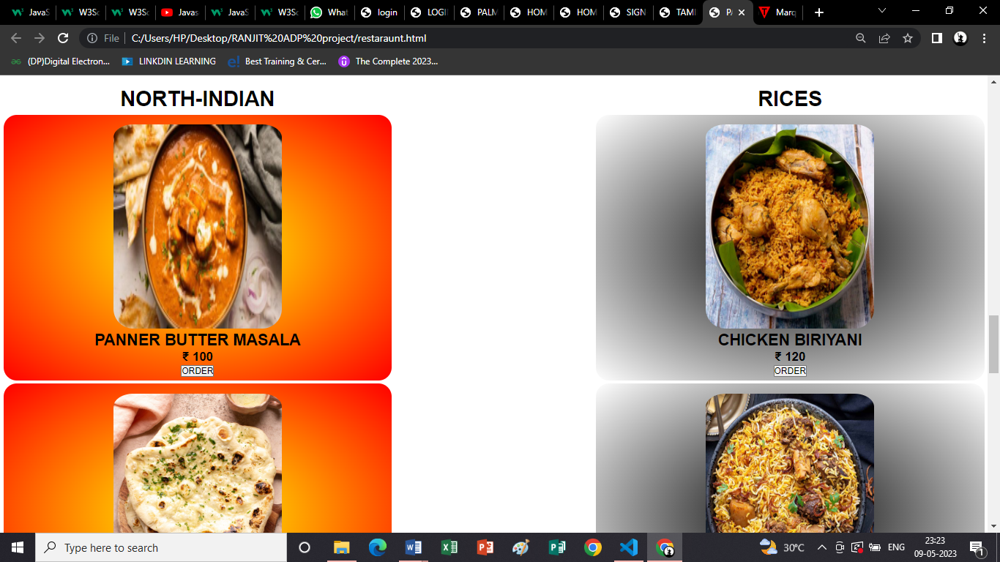 JavaS
W3Sc
W3Sc
Javas
JavaS
W3Sc
What
login
LOGI
PALM
HOM
HOM
SIGN
TAMI
PA
Marq
File C:/Users/HP/Desktop/RANJIT%20ADP%20project/restaraunt.html
(DP)Digital Electron...
LINKDIN LEARNING
Best Training & Cer...
The Complete 2023...
NORTH-INDIAN
RICES
PANNER BUTTER MASALA
₹ 100
ORDER
CHICKEN BIRIYANI
₹ 120
ORDER
Type here to search
30°C
ENG
23:23
09-05-2023
1